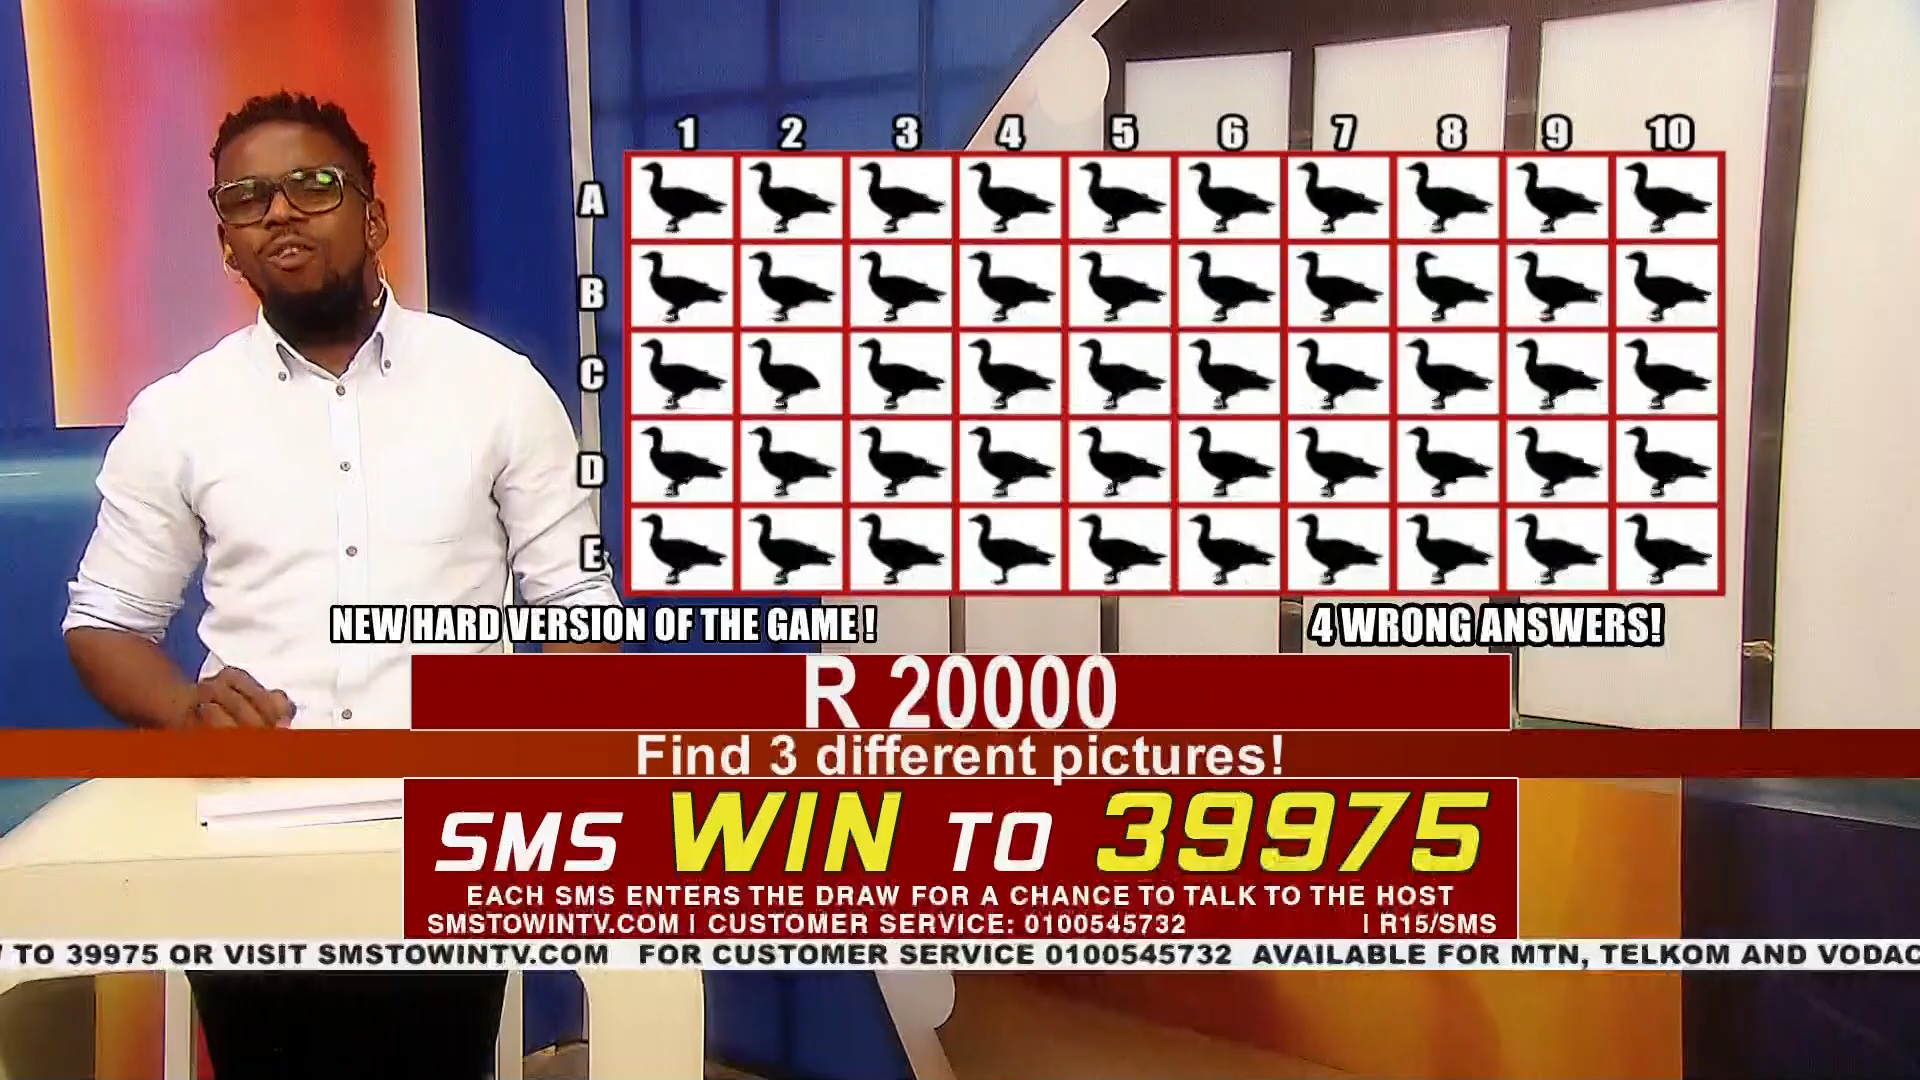 1 2 3 4 5 6 7 8 9 10
A
B
C
D
E
NEW HARD VERSION OF THE GAME !
4 WRONG ANSWERS!
R 20000
Find 3 different pictures!
SMS WIN TO 39975
EACH SMS ENTERS THE DRAW FOR A CHANCE TO TALK TO THE HOST
SMSTOWINTV.COM | CUSTOMER SERVICE: 0100545732 | R15/SMS
TO 39975 OR VISIT SMSTOWINTV.COM FOR CUSTOMER SERVICE 0100545732 AVAILABLE FOR MTN, TELKOM AND VODAC